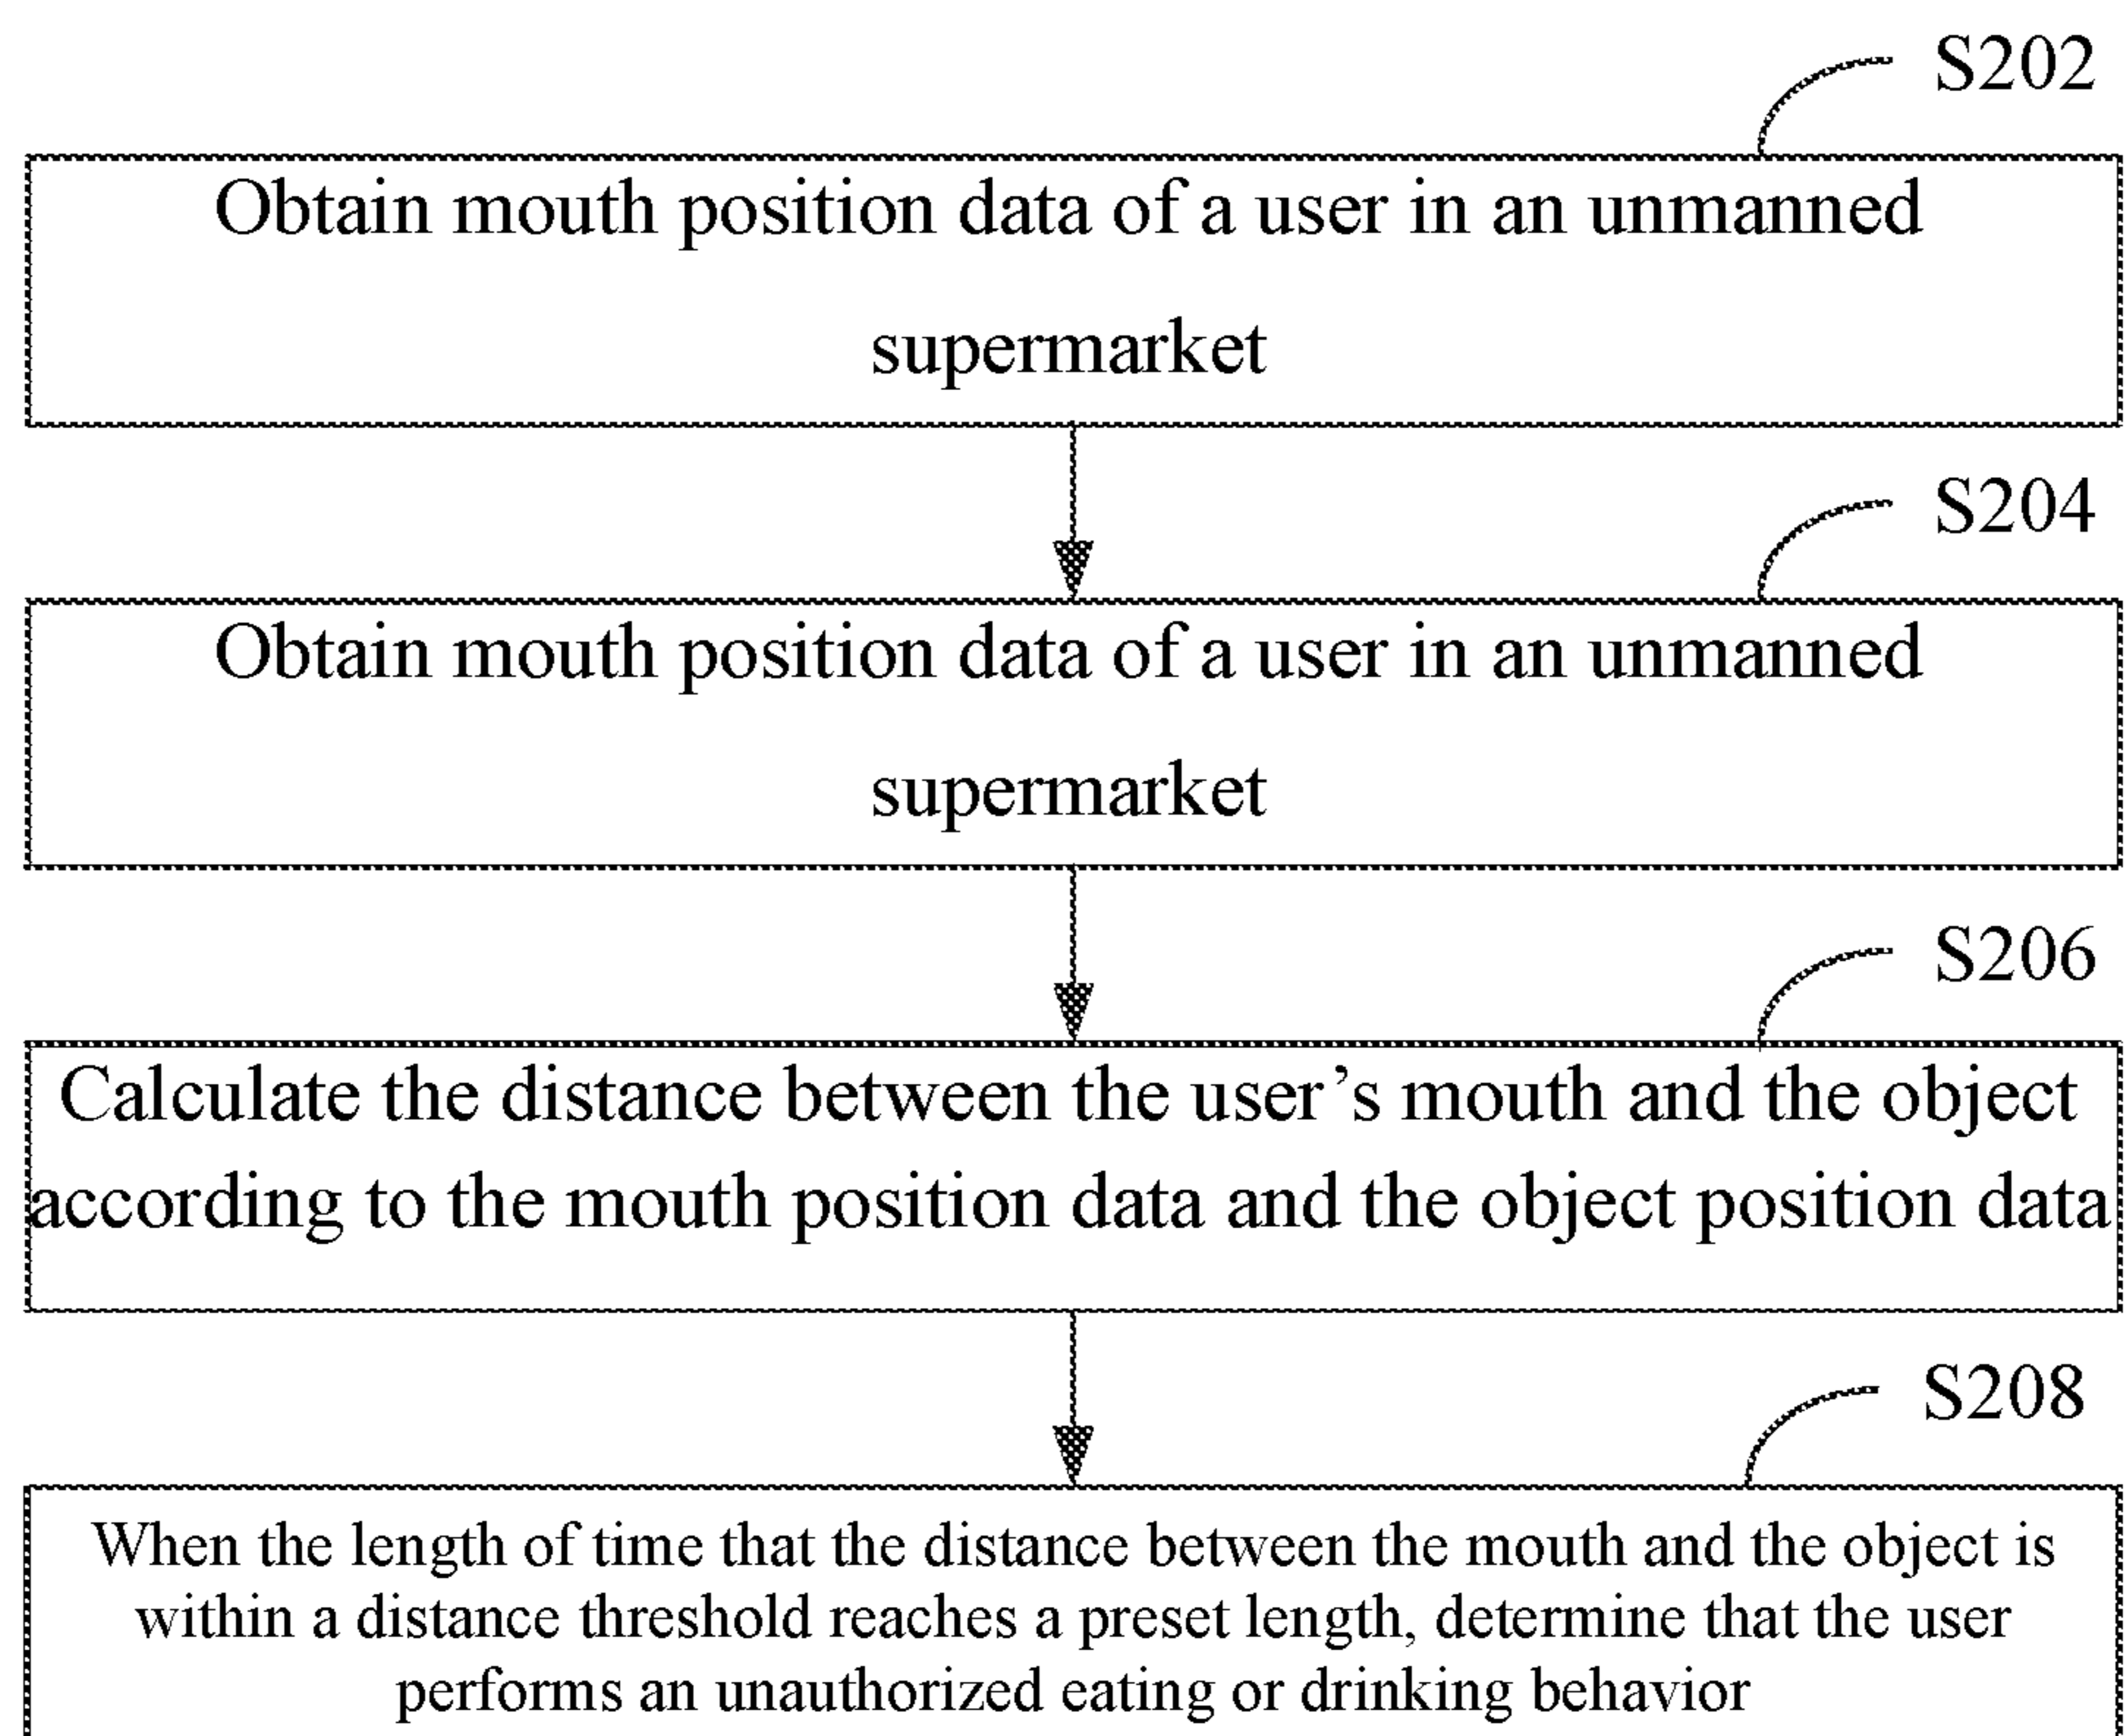 S202
Obtain mouth position data of a user in an unmanned
supermarket
S204
Obtain mouth position data of a user in an unmanned
supermarket
S206
Calculate the distance between the user’s mouth and the object
according to the mouth position data and the object position data
S208
When the length of time that the distance between the mouth and the object is
within a distance threshold reaches a preset length, determine that the user
performs an unauthorized eating or drinking behavior